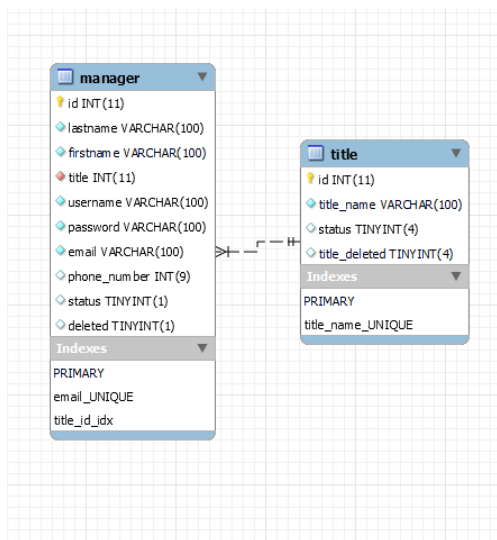 manager
id INT(11)
lastname VARCHAR(100)
firstname VARCHAR(100)
title INT(11)
username VARCHAR(100)
password VARCHAR(100)
email VARCHAR(100)
phone_number INT(9)
status TINYINT(1)
deleted TINYINT(1)
Indexes
PRIMARY
email_UNIQUE
title_id_idx
title
id INT(11)
title_name VARCHAR(100)
status TINYINT(4)
title_deleted TINYINT(4)
Indexes
PRIMARY
title_name_UNIQUE